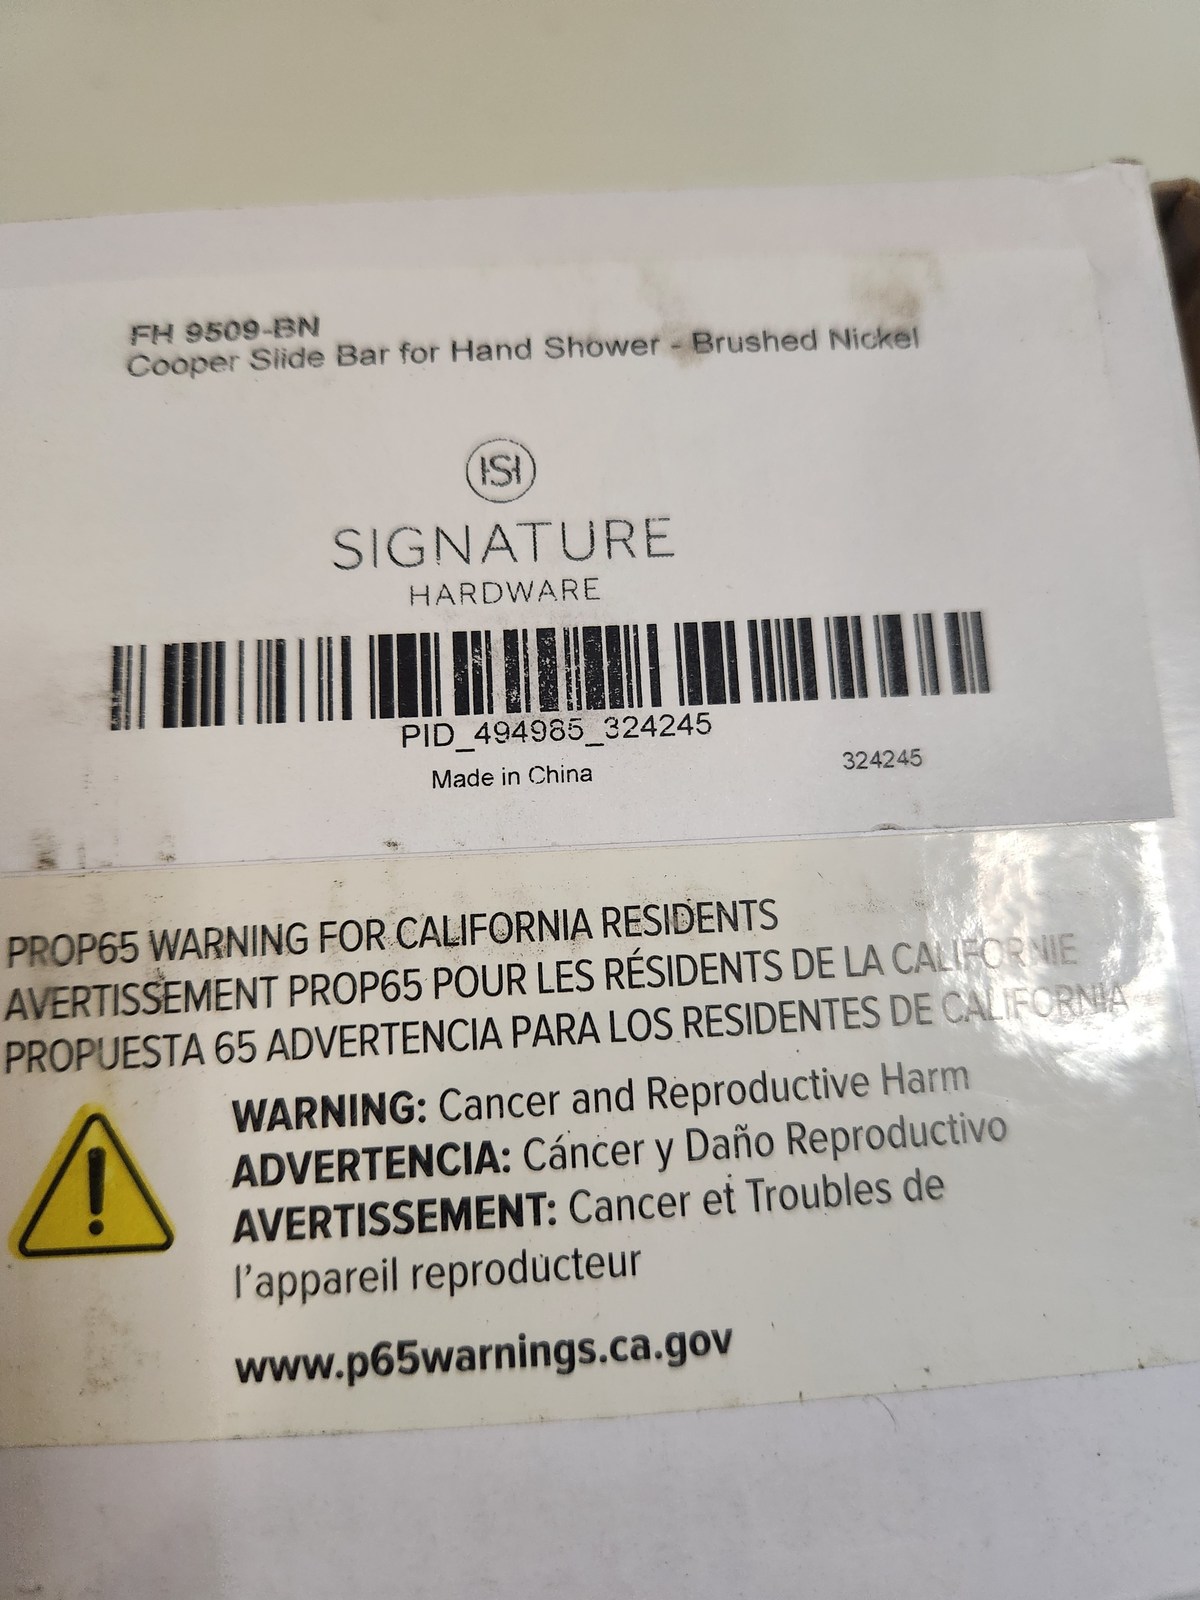 FH 9509-BN
Cooper Slide Bar for Hand Shower - Brushed Nickel
SIGNATURE
HARDWARE
PID_494985_324245
Made in China
324245
PROP65 WARNING FOR CALIFORNIA RESIDENTS
AVERTISSEMENT PROP65 POUR LES RÉSIDENTS DE LA CALIFORNIE
PROPUESTA 65 ADVERTENCIA PARA LOS RESIDENTES DE CALIFORNIA
WARNING: Cancer and Reproductive Harm
ADVERTENCIA: Cáncer y Daño Reproductivo
AVERTISSEMENT: Cancer et Troubles de
l'appareil reproducteur
www.p65warnings.ca.gov